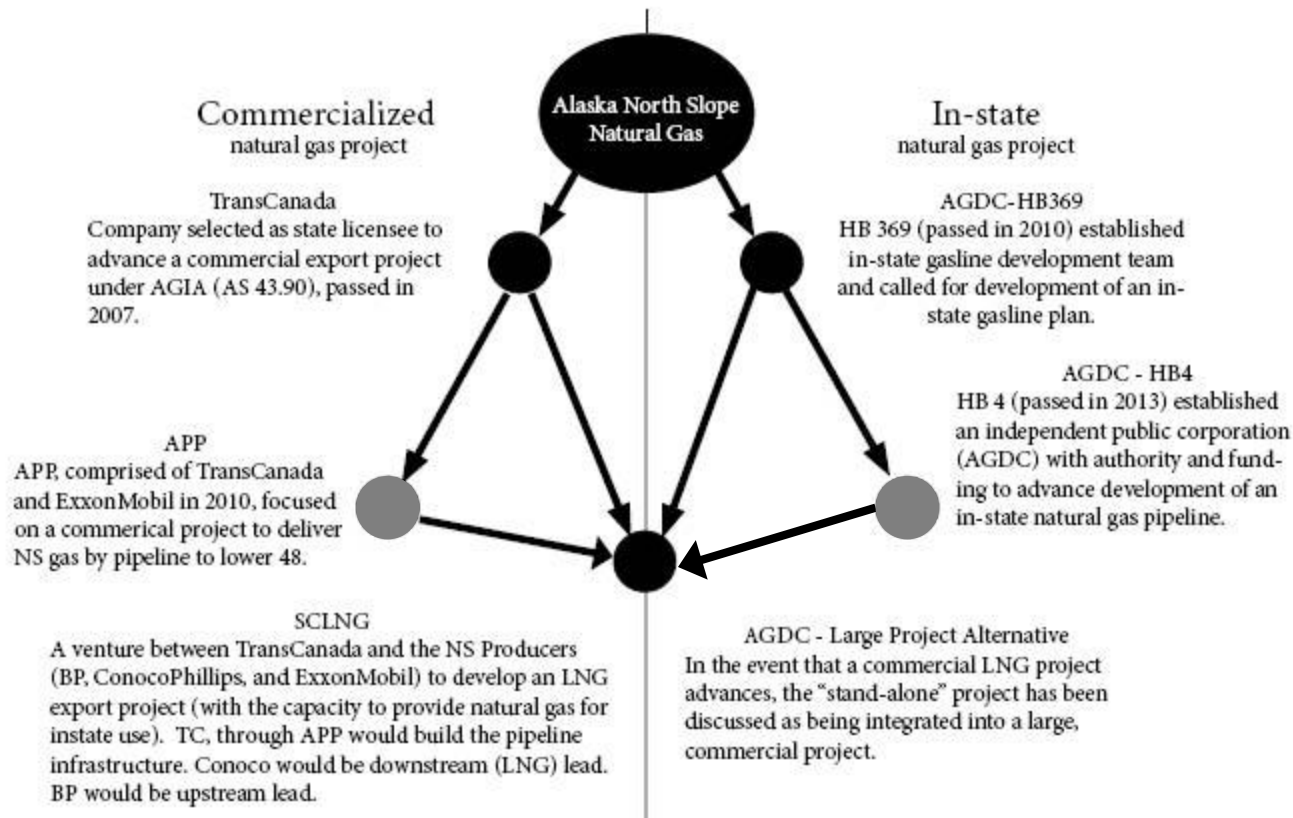 Alaska North Slope
Natural Gas
Commercialized
natural gas project
TransCanada
Company selected as state licensee to
advance a commercial export project
under AGIA (AS 43.90), passed in
2007.
APP
APP, comprised of TransCanada
and ExxonMobil in 2010, focused
on a commerical project to deliver
NS gas by pipeline to lower 48.
SCLNG
A venture between TransCanada and the NS Producers
(BP, ConocoPhillips, and ExxonMobil) to develop an LNG
export project (with the capacity to provide natural gas for
instate use).  TC, through APP would build the pipeline
infrastructure. Conoco would be downstream (LNG) lead.
BP would be upstream lead.
In-state
natural gas project
AGDC-HB369
HB 369 (passed in 2010) established
in-state gasline development team
and called for development of an in-
state gasline plan.
AGDC - HB4
HB 4 (passed in 2013) established
an independent public corporation
(AGDC) with authority and fund-
ing to advance development of an
in-state natural gas pipeline.
AGDC - Large Project Alternative
In the event that a commercial LNG project
advances, the “stand-alone” project has been
discussed as being integrated into a large,
commercial project.